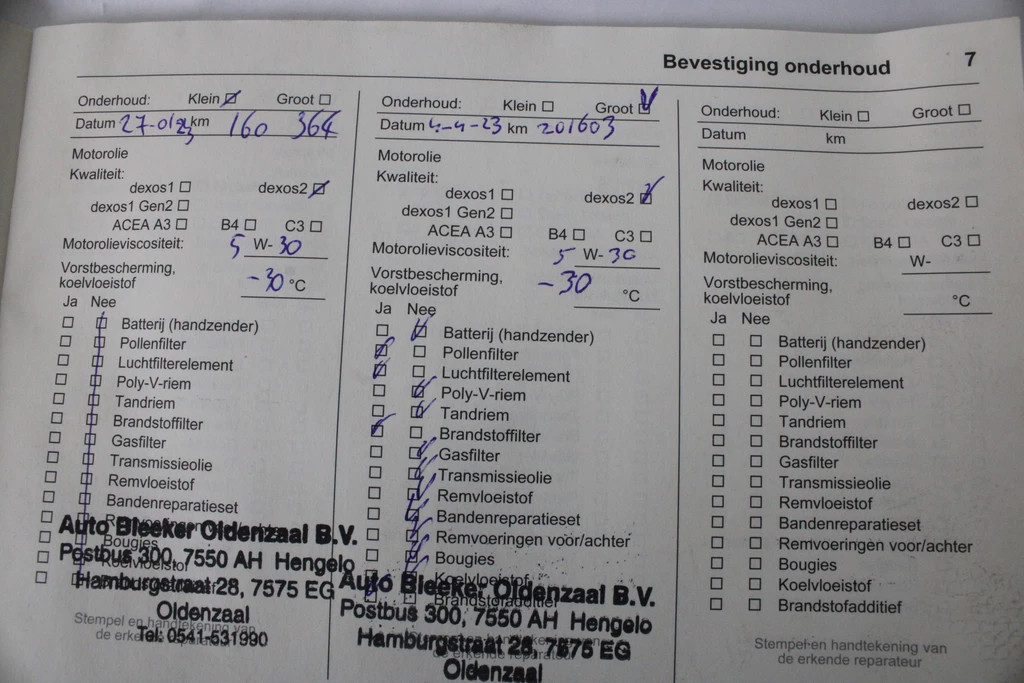 Bevestiging onderhoud 7
Onderhoud: Klein ☑ Groot ☐
Datum km 160 364
Motorolie
Kwaliteit:
dexos1 ☐ dexos2 ☑
dexos1 Gen2 ☐
ACEA A3 ☐ B4 ☐ C3 ☐
Motorolieviscositeit: 5 W-30
Vorstbescherming,
koelvloeistof -30 °C
Ja Nee
Batterij (handzender)
Pollenfilter
Luchtfilterelement
Poly-V-riem
Tandriem
Brandstoffilter
Gasfilter
Transmissieolie
Remvloeistof
Bandenreparatieset
Bougies
Koelvloeistof
Auto Bleeker Oldenzaal B.V.
Postbus 300, 7550 AH Hengelo
Hamburgstraat 28, 7575 EG
Oldenzaal
Tel: 0541-531990
Stempel en handtekening van
de erkende
Onderhoud: Klein ☐ Groot ☑
Datum 4-4-23 km 201603
Motorolie
Kwaliteit:
dexos1 ☐ dexos2 ☑
dexos1 Gen2 ☐
ACEA A3 ☐ B4 ☐ C3 ☐
Motorolieviscositeit: 5 W-30
Vorstbescherming,
koelvloeistof -30 °C
Ja Nee
Batterij (handzender)
Pollenfilter
Luchtfilterelement
Poly-V-riem
Tandriem
Brandstoffilter
Gasfilter
Transmissieolie
Remvloeistof
Bandenreparatieset
Remvoeringen voor/achter
Bougies
Koelvloeistof
Brandstofadditief
Auto Bleeker Oldenzaal B.V.
Postbus 300, 7550 AH Hengelo
Hamburgstraat 28, 7575 EG
erkende reparateur
Oldenzaal
Onderhoud: Klein ☐ Groot ☐
Datum km
Motorolie
Kwaliteit:
dexos1 ☐ dexos2 ☐
dexos1 Gen2 ☐
ACEA A3 ☐ B4 ☐ C3 ☐
Motorolieviscositeit: W-
Vorstbescherming,
koelvloeistof °C
Ja Nee
Batterij (handzender)
Pollenfilter
Luchtfilterelement
Poly-V-riem
Tandriem
Brandstoffilter
Gasfilter
Transmissieolie
Remvloeistof
Bandenreparatieset
Remvoeringen voor/achter
Bougies
Koelvloeistof
Brandstofadditief
Stempel en handtekening van
de erkende reparateur